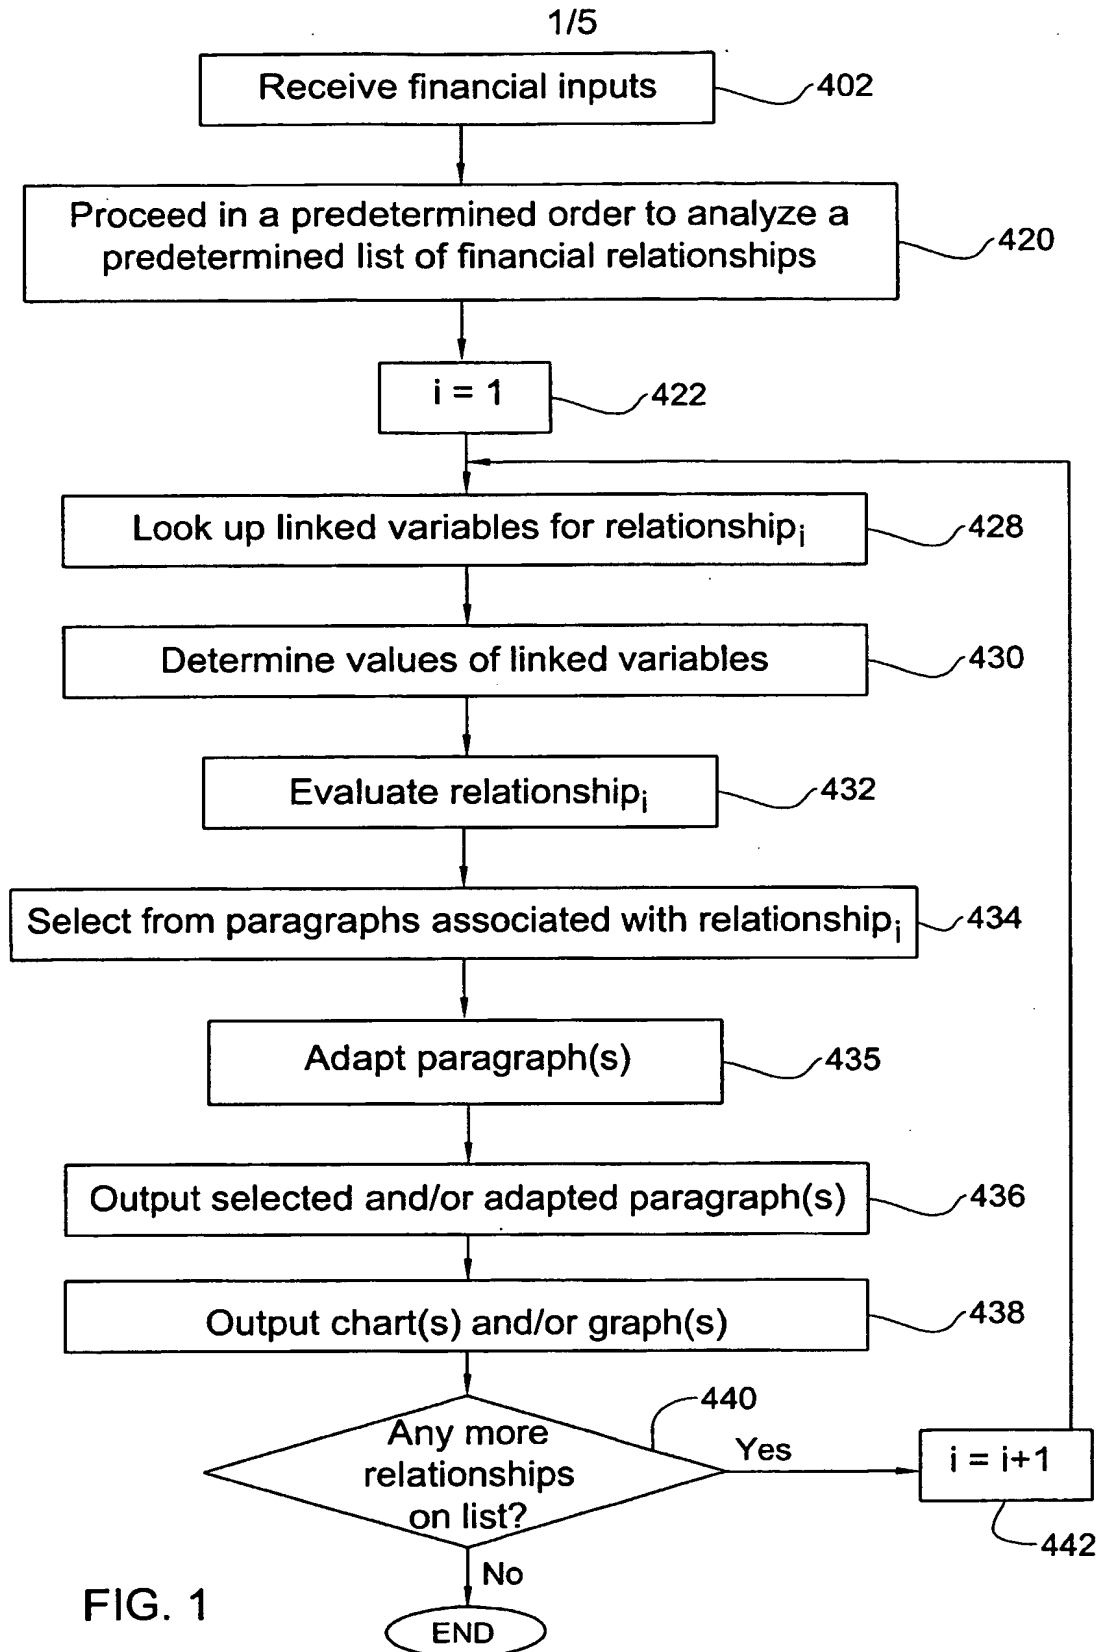 1/5
Receive financial inputs
402
Proceed in a predetermined order to analyze a
predetermined list of financial relationships
420
i = 1
422
Look up linked variables for relationshipi
428
Determine values of linked variables
430
Evaluate relationshipi
432
Select from paragraphs associated with relationshipi
434
Adapt paragraph(s)
435
Output selected and/or adapted paragraph(s)
436
Output chart(s) and/or graph(s)
438
440
Any more
relationships
on list?
Yes
i = i+1
442
No
END
FIG. 1